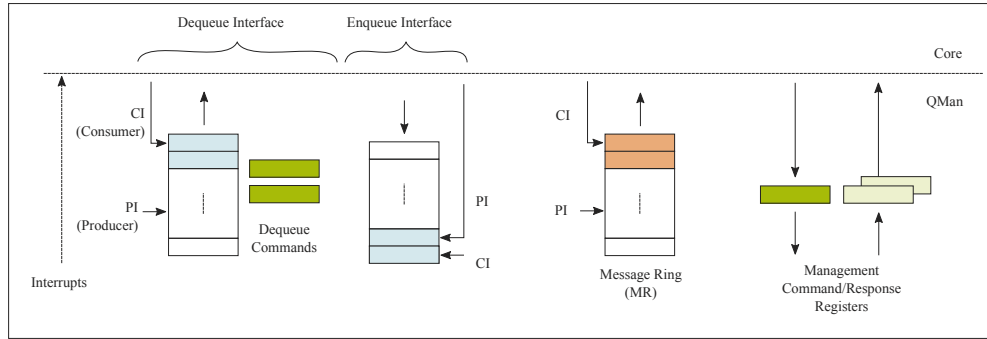 Dequeue Interface
Enqueue Interface
Core
QMan
CI
(Consumer)
CI
PI
PI
(Producer)
PI
Dequeue
Commands
CI
Interrupts
Message Ring
(MR)
Management
Command/Response
Registers